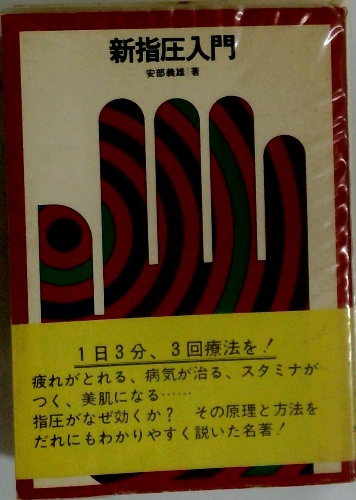 新指圧入門
安部義雄 著
1日3分、3回療法を!
疲れがとれる、病気が治る、スタミナが
つく、美肌になる……
指圧がなぜ効くか? その原理と方法を
だれにもわかりやすく説いた名著!